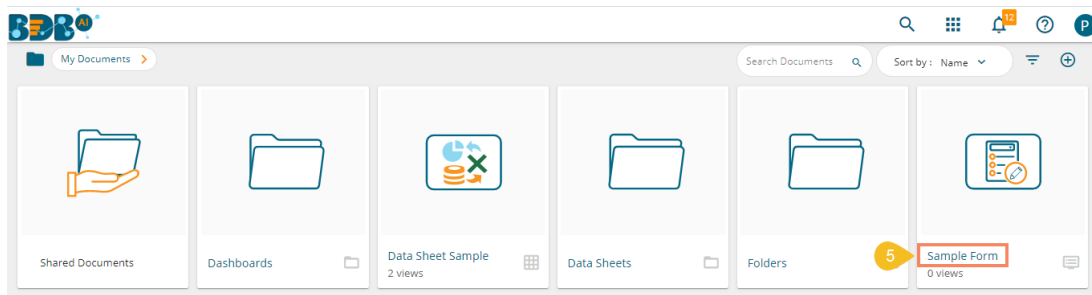 BDB AI
12
P
My Documents
Search Documents
Sort by : Name
Shared Documents
Dashboards
Data Sheet Sample
2 views
Data Sheets
Folders
5
Sample Form
0 views